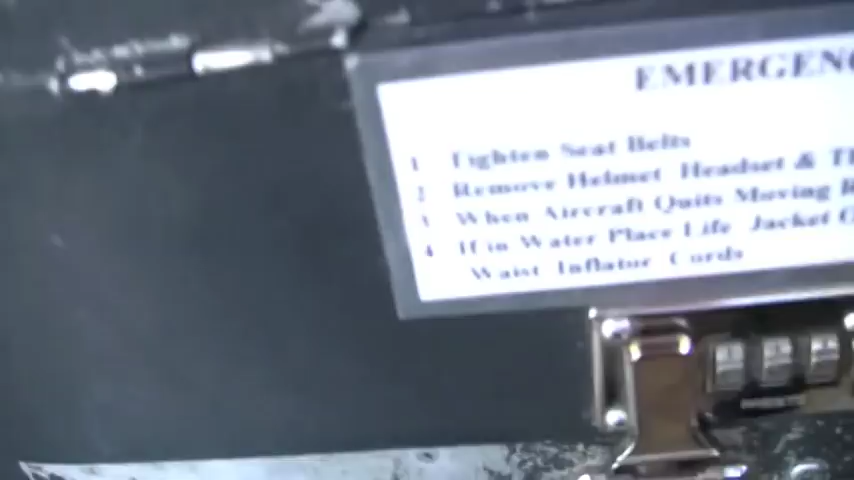 EMERGENC
1 Tighten Seat Belts
2 Remove Helmet Headset & Th
3 When Aircraft Quits Moving R
4 If in Water Place Life Jacket O
Waist Inflator Cords